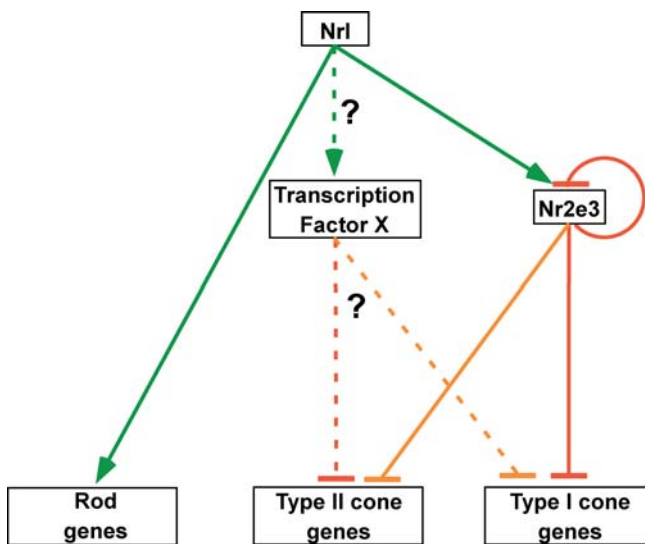 Nrl
?
Transcription
Factor X
Nr2e3
?
Rod
genes
Type II cone
genes
Type I cone
genes